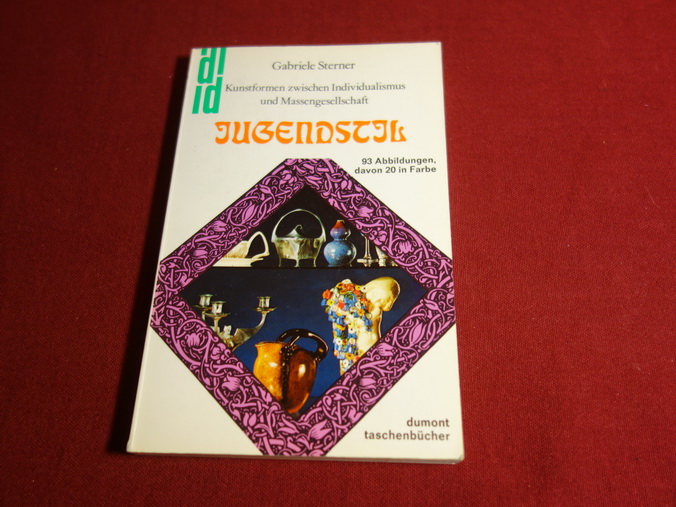 Gabriele Sterner
Kunstformen zwischen Individualismus
und Massengesellschaft
JUGENDSTIL
93 Abbildungen,
davon 20 in Farbe
dumont
taschenbücher